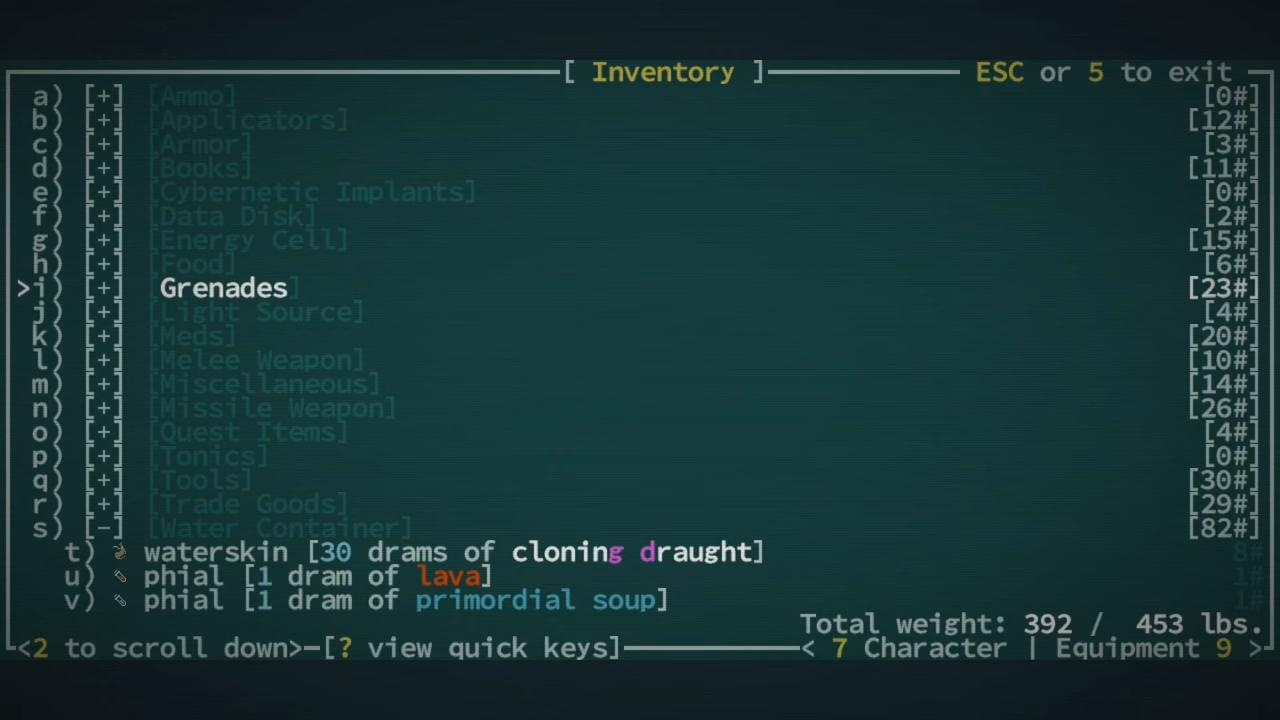 [ Inventory ] ESC or 5 to exit
a) [+] [Ammo] [0#]
b) [+] [Applicators] [12#]
c) [+] [Armor] [3#]
d) [+] [Books] [11#]
e) [+] [Cybernetic Implants] [0#]
f) [+] [Data Disk] [2#]
g) [+] [Energy Cell] [15#]
h) [+] [Food] [6#]
>i) [+] Grenades] [23#]
j) [+] [Light Source] [4#]
k) [+] [Meds] [20#]
l) [+] [Melee Weapon] [10#]
m) [+] [Miscellaneous] [14#]
n) [+] [Missile Weapon] [26#]
o) [+] [Quest Items] [4#]
p) [+] [Tonics] [0#]
q) [+] [Tools] [30#]
r) [+] [Trade Goods] [29#]
s) [-] [Water Container] [82#]
t) waterskin [30 drams of cloning draught] 8#
u) phial [1 dram of lava] 1#
v) phial [1 dram of primordial soup] 1#
Total weight: 392 / 453 lbs.
<2 to scroll down> [? view quick keys] < 7 Character | Equipment 9 >